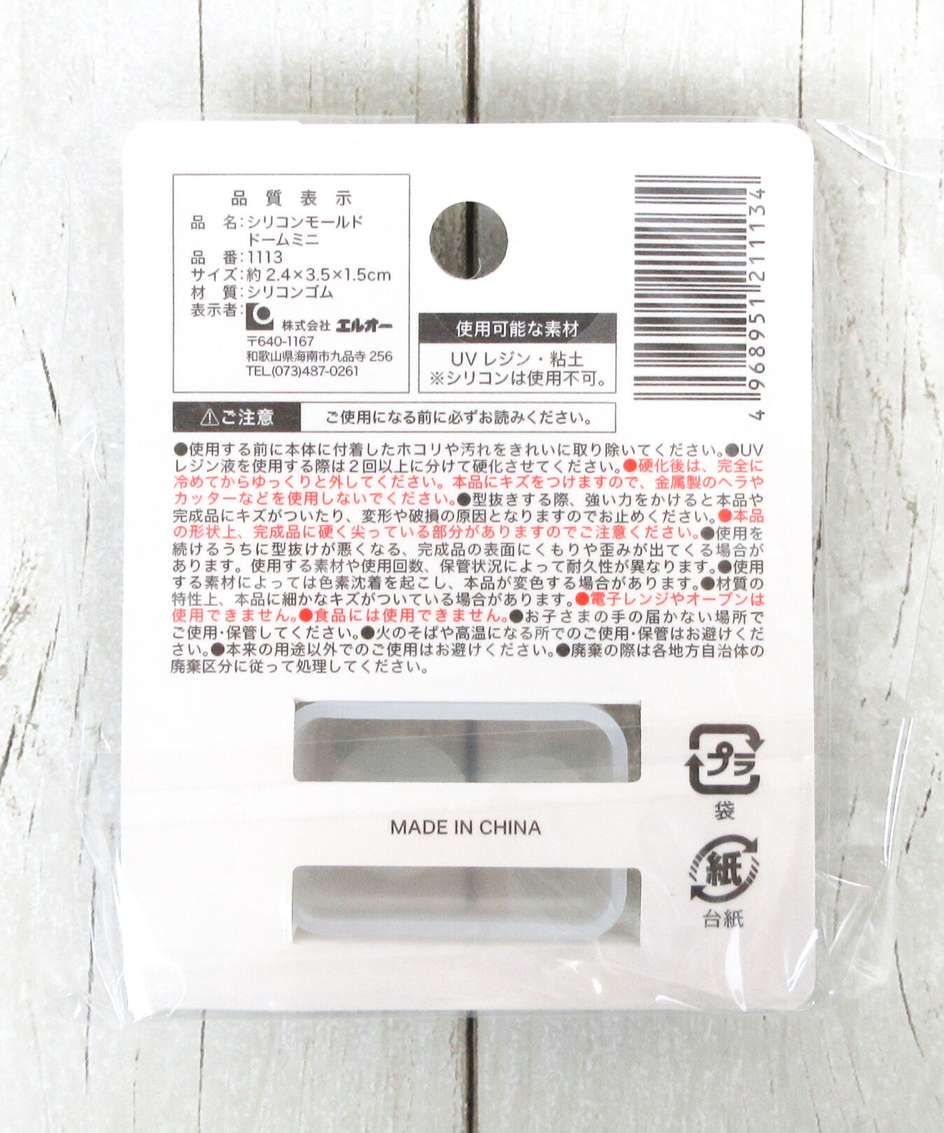 品質表示
品 名：シリコンモールド
ドームミニ
品 番：1113
サイズ：約 2.4×3.5×1.5cm
材 質：シリコンゴム
表示者：
株式会社 エルオー
〒640-1167
和歌山県海南市九品寺 256
TEL(073)487-0261
使用可能な素材
UV レジン・粘土
※シリコンは使用不可。
4 968951 211134
ご注意
ご使用になる前に必ずお読みください。
●使用する前に本体に付着したホコリや汚れをきれいに取り除いてください。●UV
レジン液を使用する際は２回以上に分けて硬化させてください。●硬化後は、完全に
冷めてからゆっくりと外してください。本品にキズをつけますので、金属製のヘラや
カッターなどを使用しないでください。●型抜きする際、強い力をかけると本品や
完成品にキズがついたり、変形や破損の原因となりますのでお止めください。●本品
の形状上、完成品に硬く尖っている部分がありますのでご注意ください。●使用を
続けるうちに型抜けが悪くなる、完成品の表面にくもりや歪みが出てくる場合が
あります。使用する素材や使用回数、保管状況によって耐久性が異なります。●使用
する素材によっては色素沈着を起こし、本品が変色する場合があります。●材質の
特性上、本品に細かなキズがついている場合があります。●電子レンジやオーブンは
使用できません。●食品には使用できません。●お子さまの手の届かない場所で
ご使用・保管してください。●火のそばや高温になる所でのご使用・保管はお避けくだ
さい。●本来の用途以外でのご使用はお避けください。●廃棄の際は各地方自治体の
廃棄区分に従って処理してください。
プラ
袋
MADE IN CHINA
紙
台紙